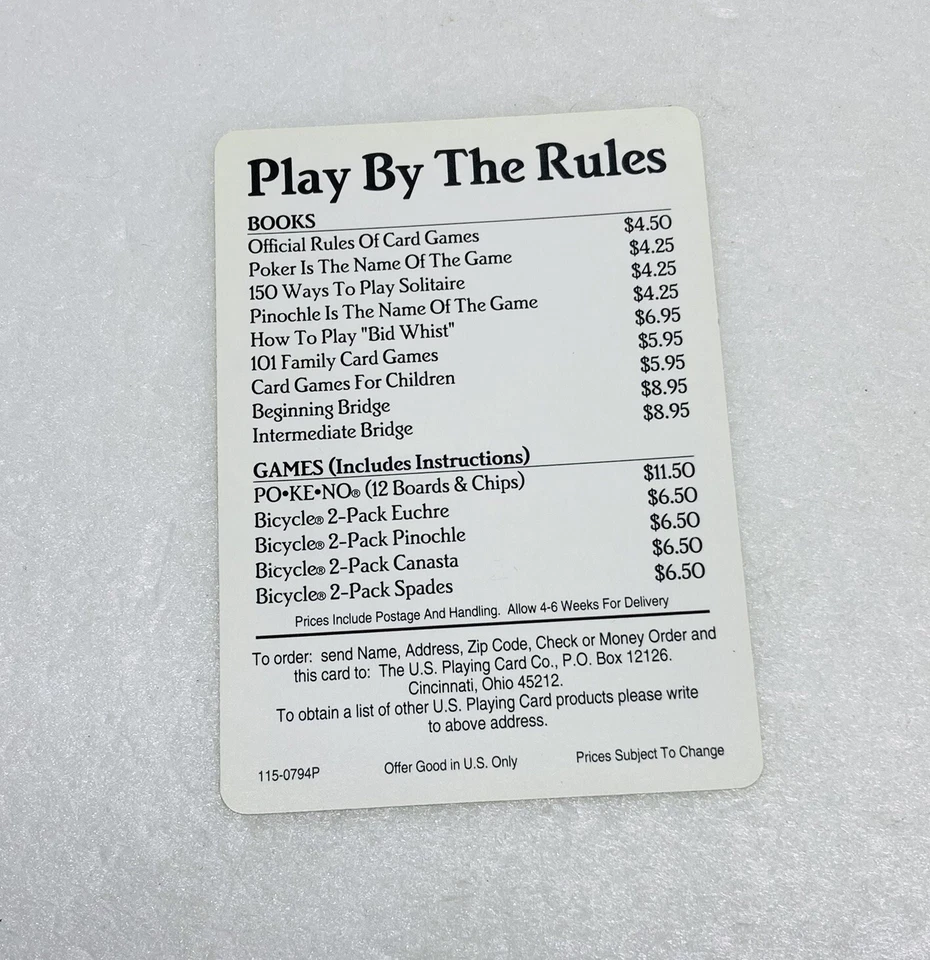 Play By The Rules
BOOKS
Official Rules Of Card Games $4.50
Poker Is The Name Of The Game $4.25
150 Ways To Play Solitaire $4.25
Pinochle Is The Name Of The Game $4.25
How To Play "Bid Whist" $6.95
101 Family Card Games $5.95
Card Games For Children $5.95
Beginning Bridge $8.95
Intermediate Bridge $8.95
GAMES (Includes Instructions)
PO•KE•NO® (12 Boards & Chips) $11.50
Bicycle® 2-Pack Euchre $6.50
Bicycle® 2-Pack Pinochle $6.50
Bicycle® 2-Pack Canasta $6.50
Bicycle® 2-Pack Spades $6.50
Prices Include Postage And Handling. Allow 4-6 Weeks For Delivery
To order: send Name, Address, Zip Code, Check or Money Order and
this card to: The U.S. Playing Card Co., P.O. Box 12126.
Cincinnati, Ohio 45212.
To obtain a list of other U.S. Playing Card products please write
to above address.
115-0794P Offer Good in U.S. Only Prices Subject To Change